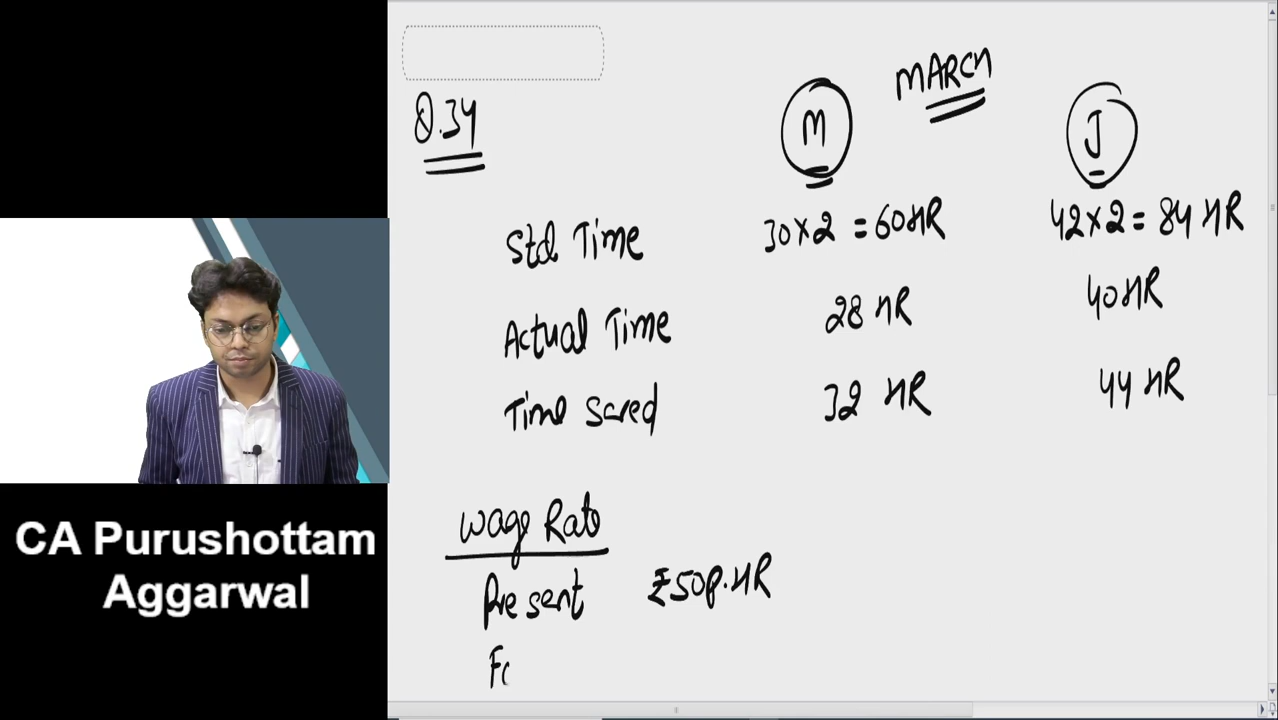 MARCH
Q.34
M
J
Std Time 30×2 = 60HR 42×2 = 84 HR
Actual Time 28 HR 40HR
Time Saved 32 HR 44 HR
Wage Rate
Present ₹50p.HR
Fo
CA Purushottam
Aggarwal